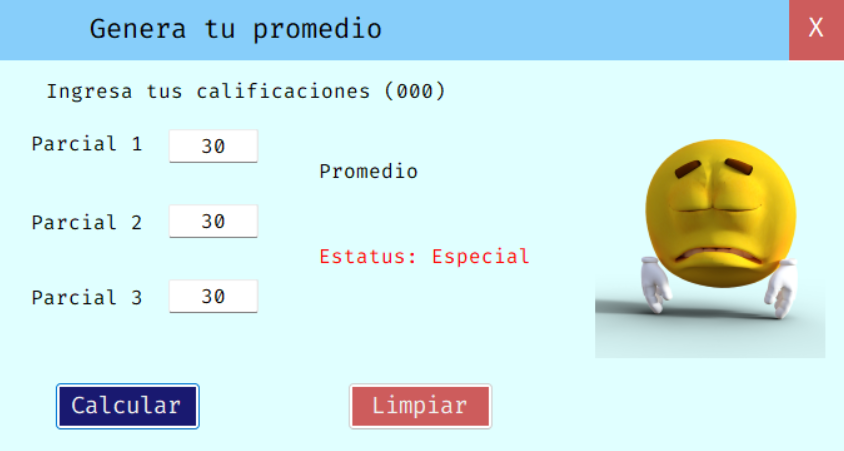 Genera tu promedio
X
Ingresa tus calificaciones (000)
Parcial 1 30
Promedio
Parcial 2 30
Estatus: Especial
Parcial 3 30
Calcular
Limpiar